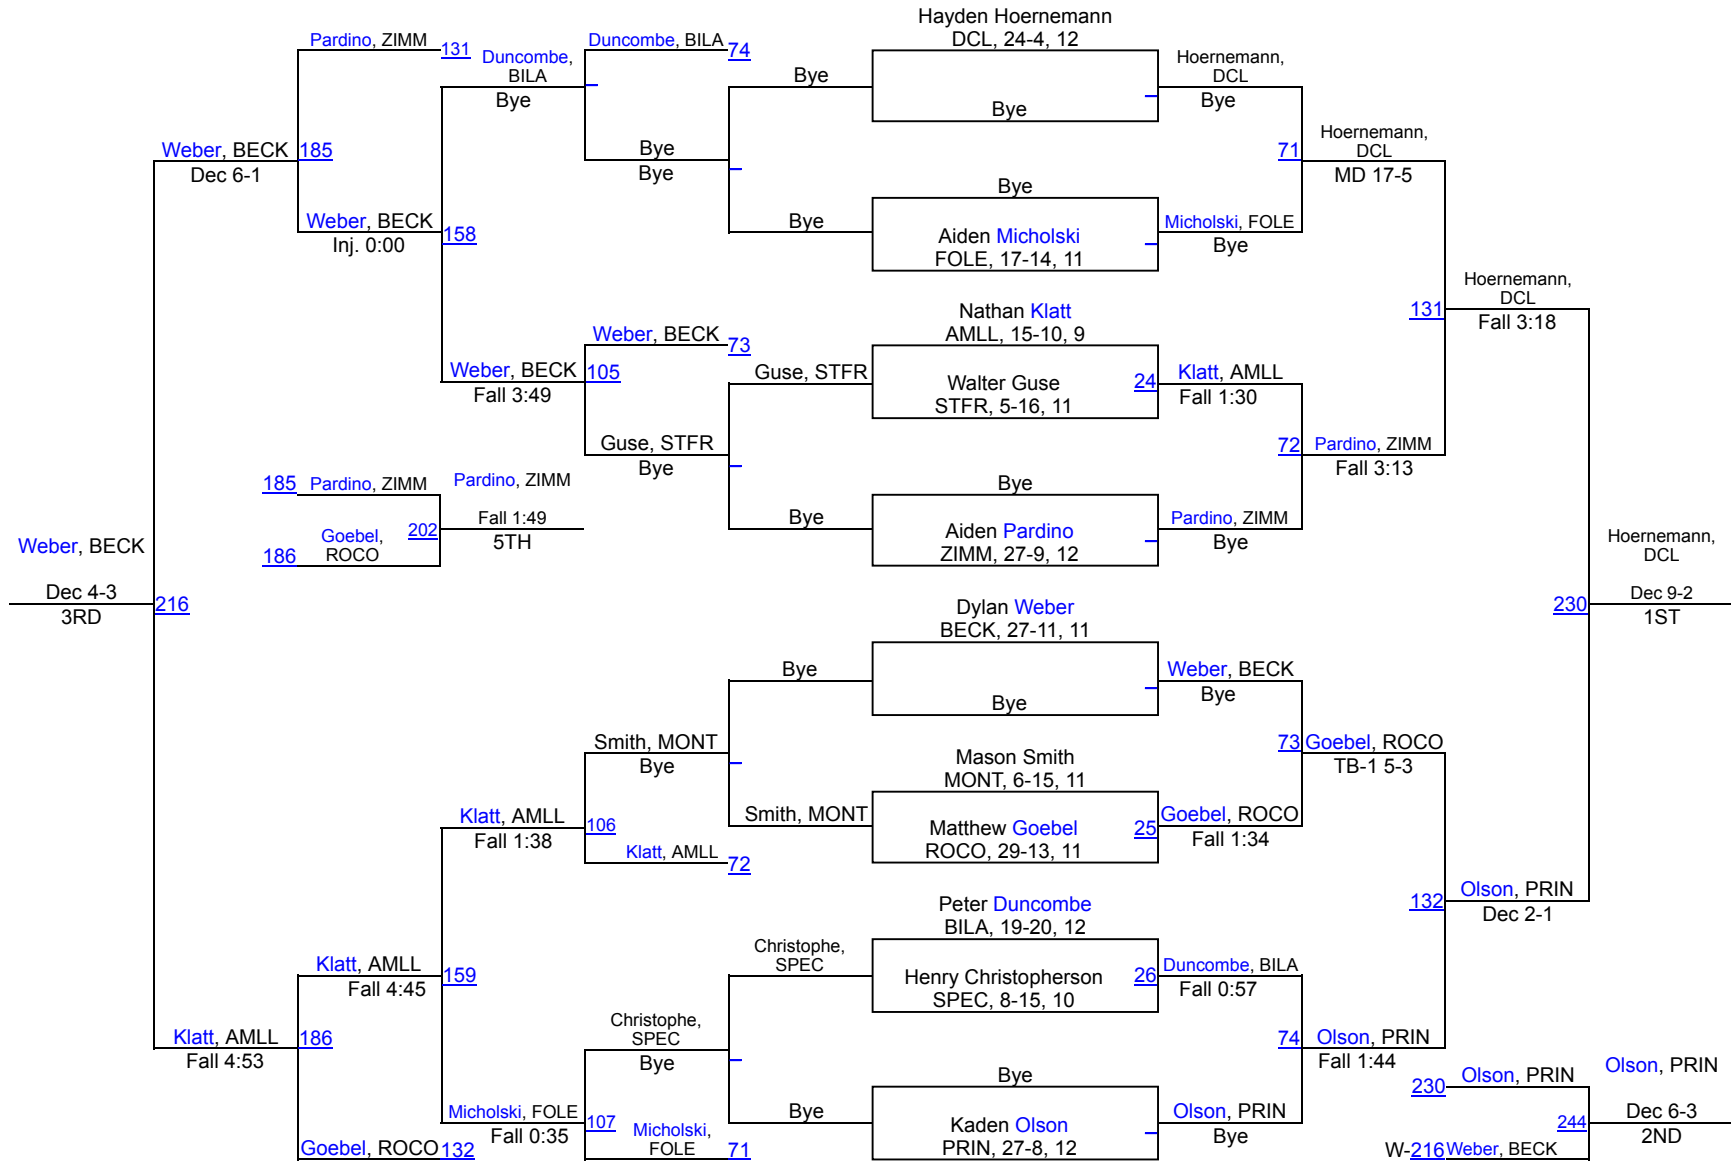 Hayden Hoernemann
DCL, 24-4, 12
Bye
Bye
Aiden Micholski
FOLE, 17-14, 11
Nathan Klatt
AMLL, 15-10, 9
Walter Guse
STFR, 5-16, 11
24
Bye
Aiden Pardino
ZIMM, 27-9, 12
Dylan Weber
BECK, 27-11, 11
Bye
Mason Smith
MONT, 6-15, 11
Matthew Goebel
ROCO, 29-13, 11
25
Peter Duncombe
BILA, 19-20, 12
Henry Christopherson
SPEC, 8-15, 10
26
Bye
Kaden Olson
PRIN, 27-8, 12
Hoernemann,
DCL
Bye
71
Micholski, FOLE
Bye
Klatt, AMLL
Fall 1:30
72
Pardino, ZIMM
Bye
Weber, BECK
Bye
73
Goebel, ROCO
Fall 1:34
Duncombe, BILA
Fall 0:57
74
Olson, PRIN
Bye
Hoernemann,
DCL
MD 17-5
131
Pardino, ZIMM
Fall 3:13
Goebel, ROCO
TB-1 5-3
132
Olson, PRIN
Fall 1:44
Hoernemann,
DCL
Fall 3:18
230
Olson, PRIN
Dec 2-1
Hoernemann,
DCL
Dec 9-2
1ST
230
Olson, PRIN
244
W-216
Weber, BECK
Olson, PRIN
Dec 6-3
2ND
Bye
Bye
Guse, STFR
Bye
Bye
Smith, MONT
Christophe,
SPEC
Bye
Duncombe, BILA
74
Bye
Bye
Weber, BECK
73
Guse, STFR
Bye
Smith, MONT
Bye
Klatt, AMLL
72
Christophe,
SPEC
Bye
Micholski,
FOLE
71
Duncombe,
BILA
Bye
Weber, BECK
105
Fall 3:49
Klatt, AMLL
106
Fall 1:38
Micholski, FOLE
107
Fall 0:35
Pardino, ZIMM
131
Weber, BECK
158
Inj. 0:00
Klatt, AMLL
159
Fall 4:45
Goebel, ROCO
132
Weber, BECK
185
Dec 6-1
Klatt, AMLL
186
Fall 4:53
185
Pardino, ZIMM
Goebel,
ROCO
186
202
Pardino, ZIMM
Fall 1:49
5TH
Weber, BECK
Dec 4-3
216
3RD